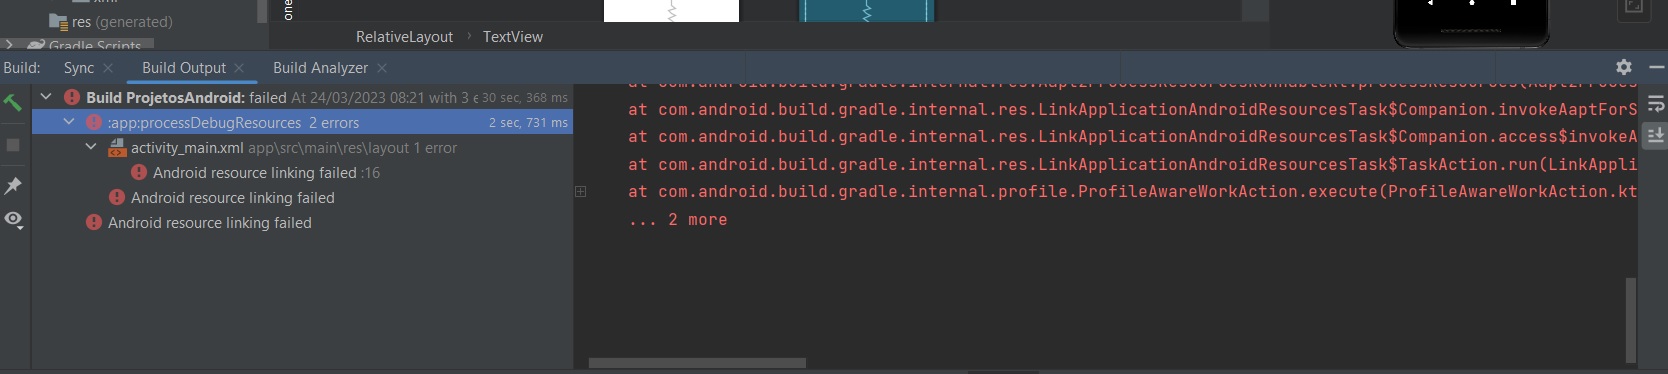 res (generated)
Gradle Scripts
one
RelativeLayout › TextView
Build: Sync Build Output Build Analyzer
Build ProjetosAndroid: failed At 24/03/2023 08:21 with 3 e 30 sec, 368 ms
:app:processDebugResources 2 errors 2 sec, 731 ms
activity_main.xml app\src\main\res\layout 1 error
Android resource linking failed :16
Android resource linking failed
Android resource linking failed
at com.android.build.gradle.internal.res.LinkApplicationAndroidResourcesTask$Companion.invokeAaptForS
at com.android.build.gradle.internal.res.LinkApplicationAndroidResourcesTask$Companion.access$invokeA
at com.android.build.gradle.internal.res.LinkApplicationAndroidResourcesTask$TaskAction.run(LinkAppli
at com.android.build.gradle.internal.profile.ProfileAwareWorkAction.execute(ProfileAwareWorkAction.kt
... 2 more